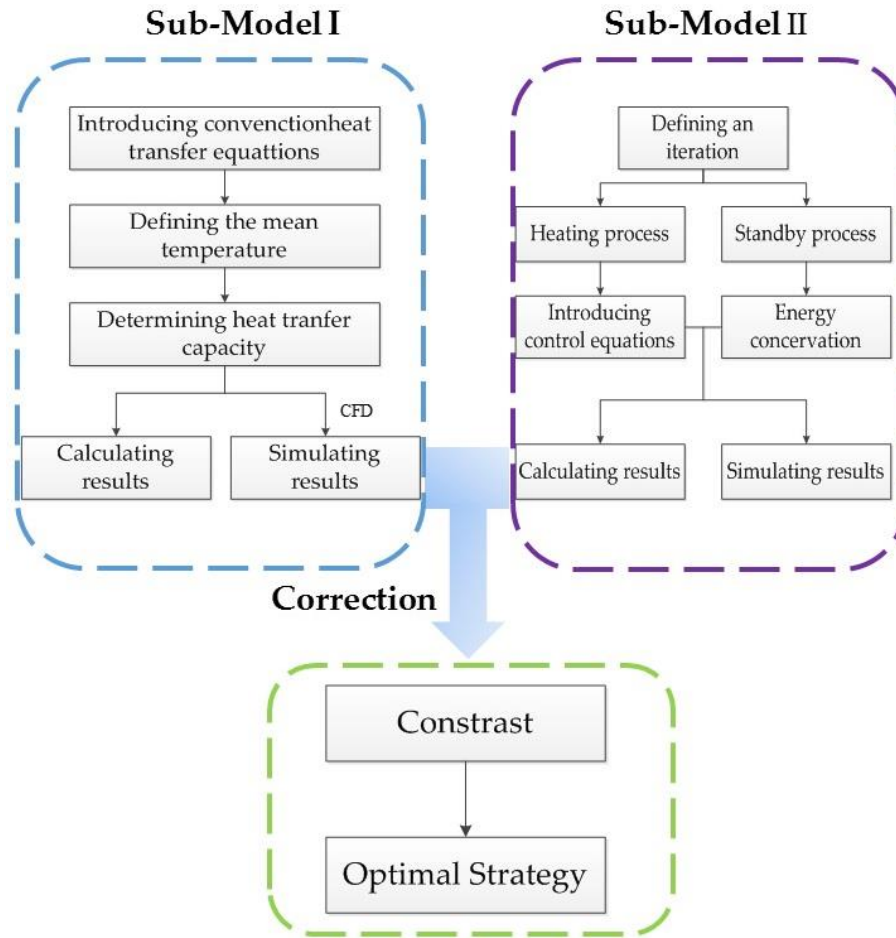 Sub-Model I
Introducing convenctionheat
transfer equattions
Defining the mean
temperature
Determining heat tranfer
capacity
CFD
Calculating
results
Simulating
results
Sub-Model II
Defining an
iteration
Heating process
Standby process
Introducing
control equations
Energy
concervation
Calculating results
Simulating results
Correction
Constrast
Optimal Strategy